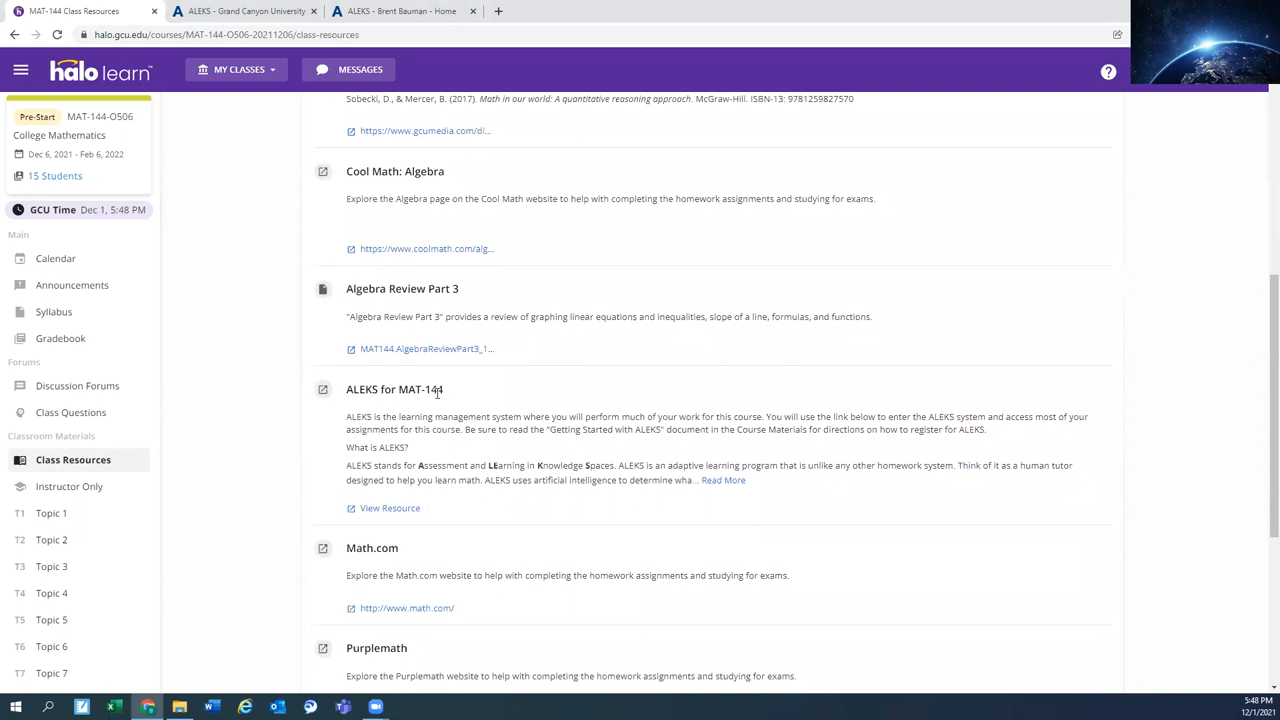 MAT-144 Class Resources
ALEKS - Grand Canyon University
ALEKS - Brent Bauman - Home
halo.gcu.edu/courses/MAT-144-O506-20211206/class-resources
halo learn
MY CLASSES
MESSAGES
Pre-Start MAT-144-O506
College Mathematics
Dec 6, 2021 - Feb 6, 2022
15 Students
GCU Time Dec 1, 5:48 PM
Main
Calendar
Announcements
Syllabus
Gradebook
Forums
Discussion Forums
Class Questions
Classroom Materials
Class Resources
Instructor Only
T1 Topic 1
T2 Topic 2
T3 Topic 3
T4 Topic 4
T5 Topic 5
T6 Topic 6
T7 Topic 7
Sobecki, D., & Mercer, B. (2017). Math in our world: A quantitative reasoning approach. McGraw-Hill. ISBN-13: 9781259827570
https://www.gcumedia.com/di...
Cool Math: Algebra
Explore the Algebra page on the Cool Math website to help with completing the homework assignments and studying for exams.
https://www.coolmath.com/alg...
Algebra Review Part 3
"Algebra Review Part 3" provides a review of graphing linear equations and inequalities, slope of a line, formulas, and functions.
MAT144.AlgebraReviewPart3_1...
ALEKS for MAT-144
ALEKS is the learning management system where you will perform much of your work for this course. You will use the link below to enter the ALEKS system and access most of your
assignments for this course. Be sure to read the "Getting Started with ALEKS" document in the Course Materials for directions on how to register for ALEKS.
What is ALEKS?
ALEKS stands for Assessment and LEarning in Knowledge Spaces. ALEKS is an adaptive learning program that is unlike any other homework system. Think of it as a human tutor
designed to help you learn math. ALEKS uses artificial intelligence to determine wha... Read More
View Resource
Math.com
Explore the Math.com website to help with completing the homework assignments and studying for exams.
http://www.math.com/
Purplemath
Explore the Purplemath website to help with completing the homework assignments and studying for exams.
5:48 PM
12/1/2021